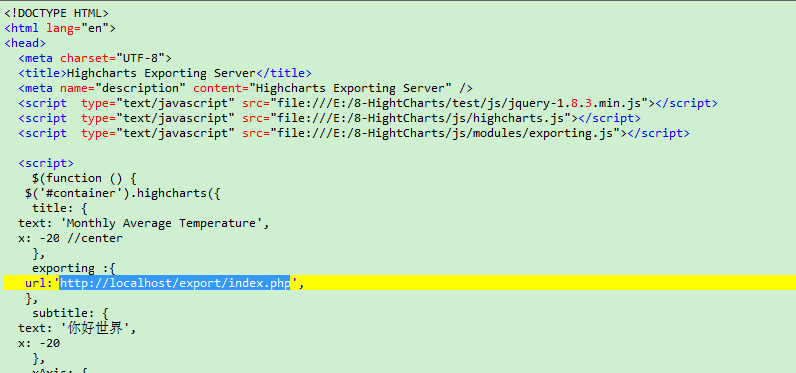 <!DOCTYPE HTML>
<html lang="en">
<head>
<meta charset="UTF-8">
<title>Highcharts Exporting Server</title>
<meta name="description" content="Highcharts Exporting Server" />
<script  type="text/javascript" src="file:///E:/8-HightCharts/test/js/jquery-1.8.3.min.js"></script>
<script  type="text/javascript" src="file:///E:/8-HightCharts/js/highcharts.js"></script>
<script  type="text/javascript" src="file:///E:/8-HightCharts/js/modules/exporting.js"></script>
<script>
$(function () {
$('#container').highcharts({
title: {
text: 'Monthly Average Temperature',
x: -20 //center
},
exporting :{
url:'http://localhost/export/index.php',
},
subtitle: {
text: '你好世界',
x: -20
},
xAxis: {